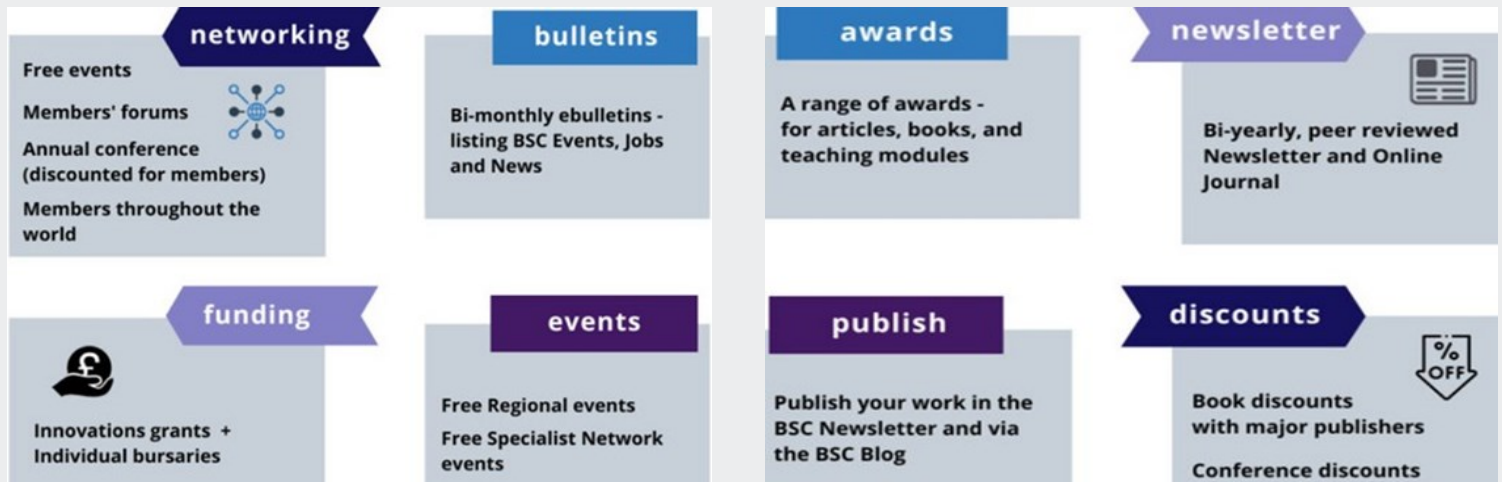 networking
Free events
Members' forums
Annual conference
(discounted for members)
Members throughout the
world
bulletins
Bi-monthly ebulletins -
listing BSC Events, Jobs
and News
awards
A range of awards -
for articles, books, and
teaching modules
newsletter
Bi-yearly, peer reviewed
Newsletter and Online
Journal
funding
£
Innovations grants +
Individual bursaries
events
Free Regional events
Free Specialist Network
events
publish
Publish your work in the
BSC Newsletter and via
the BSC Blog
discounts
%
OFF
Book discounts
with major publishers
Conference discounts